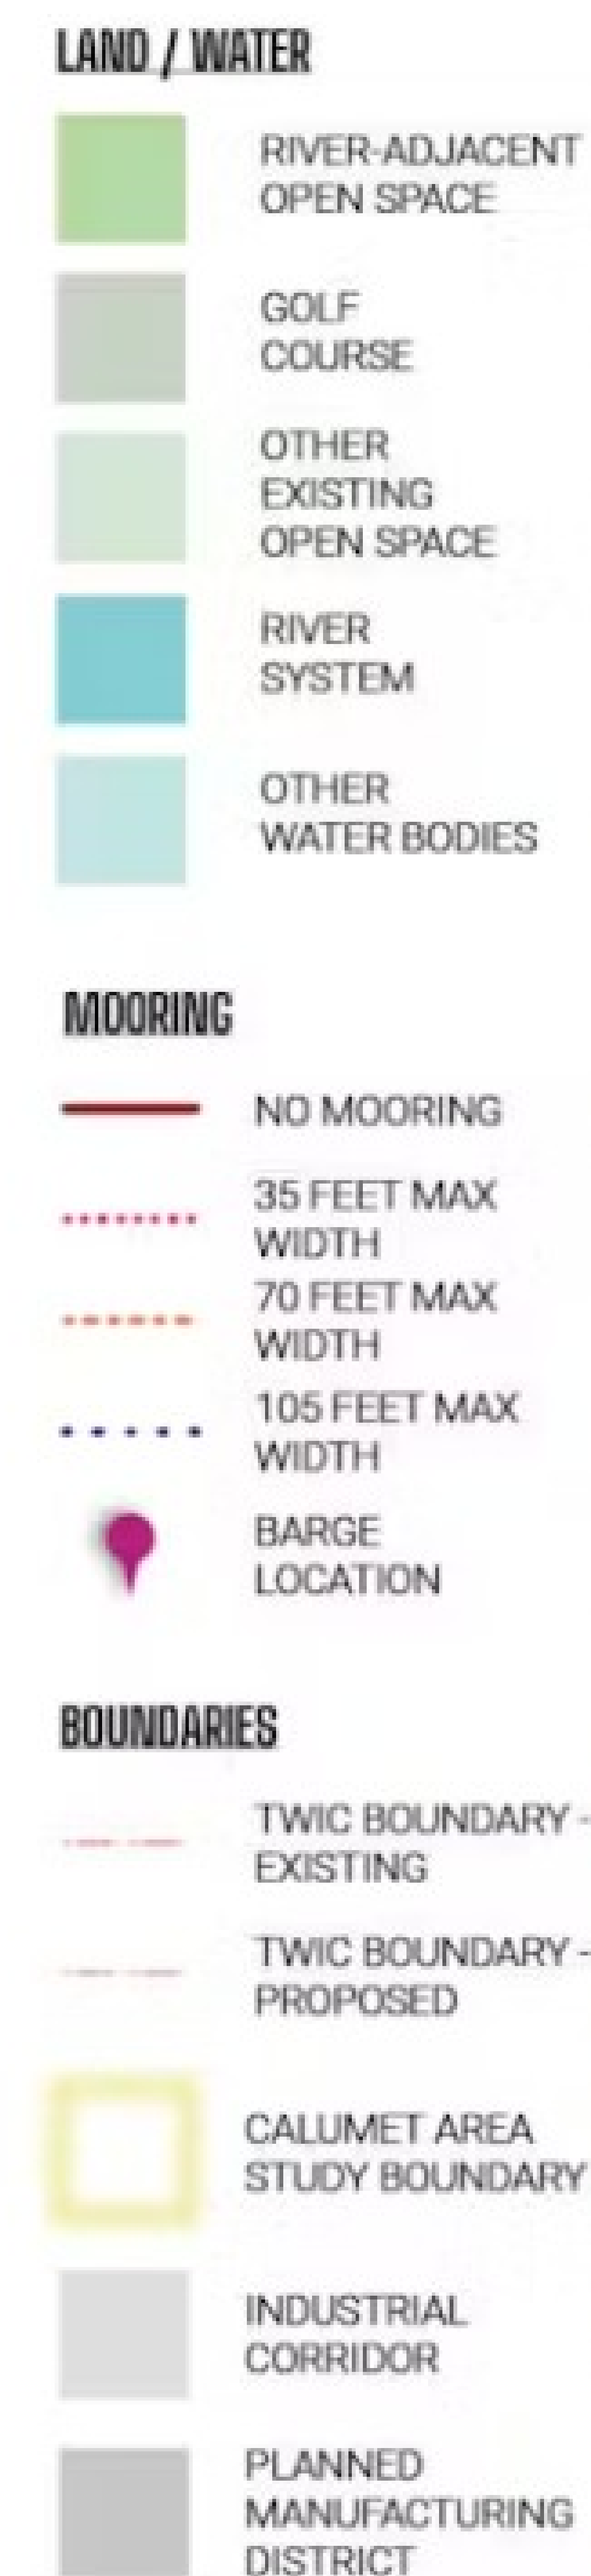 LAND / WATER
RIVER-ADJACENT
OPEN SPACE
GOLF
COURSE
OTHER
EXISTING
OPEN SPACE
RIVER
SYSTEM
OTHER
WATER BODIES
MOORING
NO MOORING
35 FEET MAX
WIDTH
70 FEET MAX
WIDTH
105 FEET MAX
WIDTH
BARGE
LOCATION
BOUNDARIES
TWIC BOUNDARY -
EXISTING
TWIC BOUNDARY -
PROPOSED
CALUMET AREA
STUDY BOUNDARY
INDUSTRIAL
CORRIDOR
PLANNED
MANUFACTURING
DISTRICT